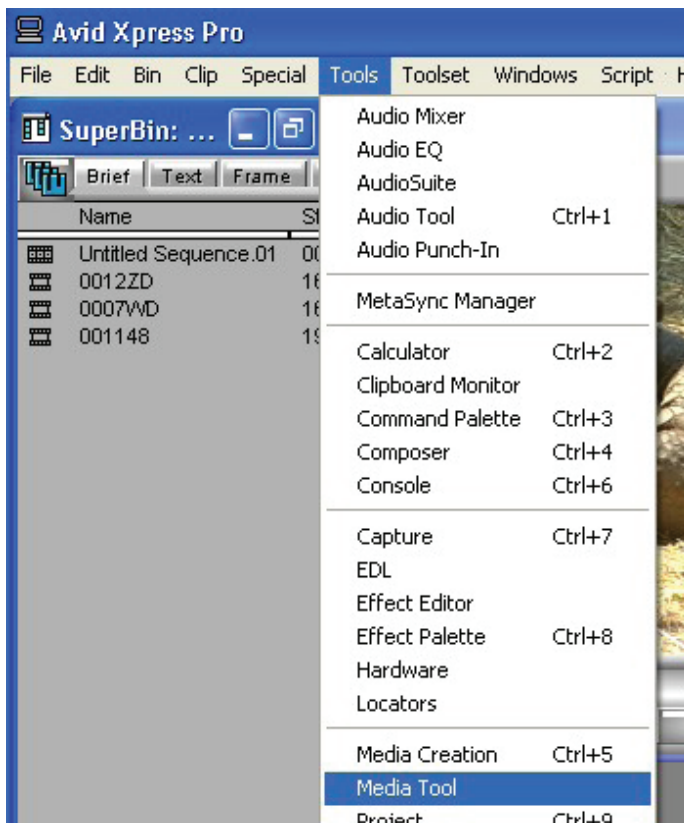 Avid Xpress Pro
File Edit Bin Clip Special Tools Toolset Windows Script
SuperBin: ...
Brief Text Frame
Name
Untitled Sequence.01
0012ZD
0007WD
001148
Audio Mixer
Audio EQ
AudioSuite
Audio Tool Ctrl+1
Audio Punch-In
MetaSync Manager
Calculator Ctrl+2
Clipboard Monitor
Command Palette Ctrl+3
Composer Ctrl+4
Console Ctrl+6
Capture Ctrl+7
EDL
Effect Editor
Effect Palette Ctrl+8
Hardware
Locators
Media Creation Ctrl+5
Media Tool
Project Ctrl+9